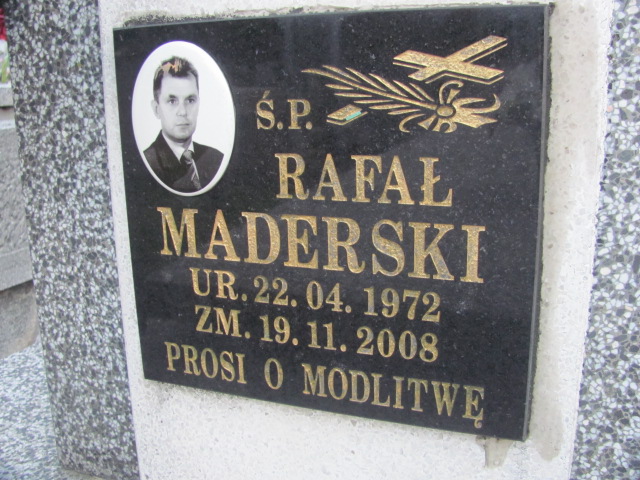 Ś.P.
RAFAŁ
MADERSKI
UR. 22. 04. 1972
ZM. 19. 11. 2008
PROSI O MODLITWĘ